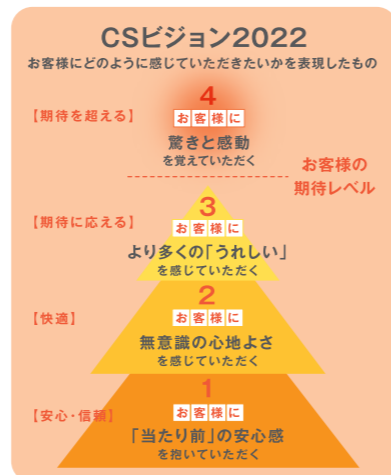 CSビジョン2022
お客様にどのように感じていただきたいかを表現したもの
4
【期待を超える】
お客様に
驚きと感動
を覚えていただく
お客様の
期待レベル
3
【期待に応える】
お客様に
より多くの「うれしい」
を感じていただく
2
【快適】
お客様に
無意識の心地よさ
を感じていただく
1
【安心・信頼】
お客様に
「当たり前」の安心感
を抱いていただく